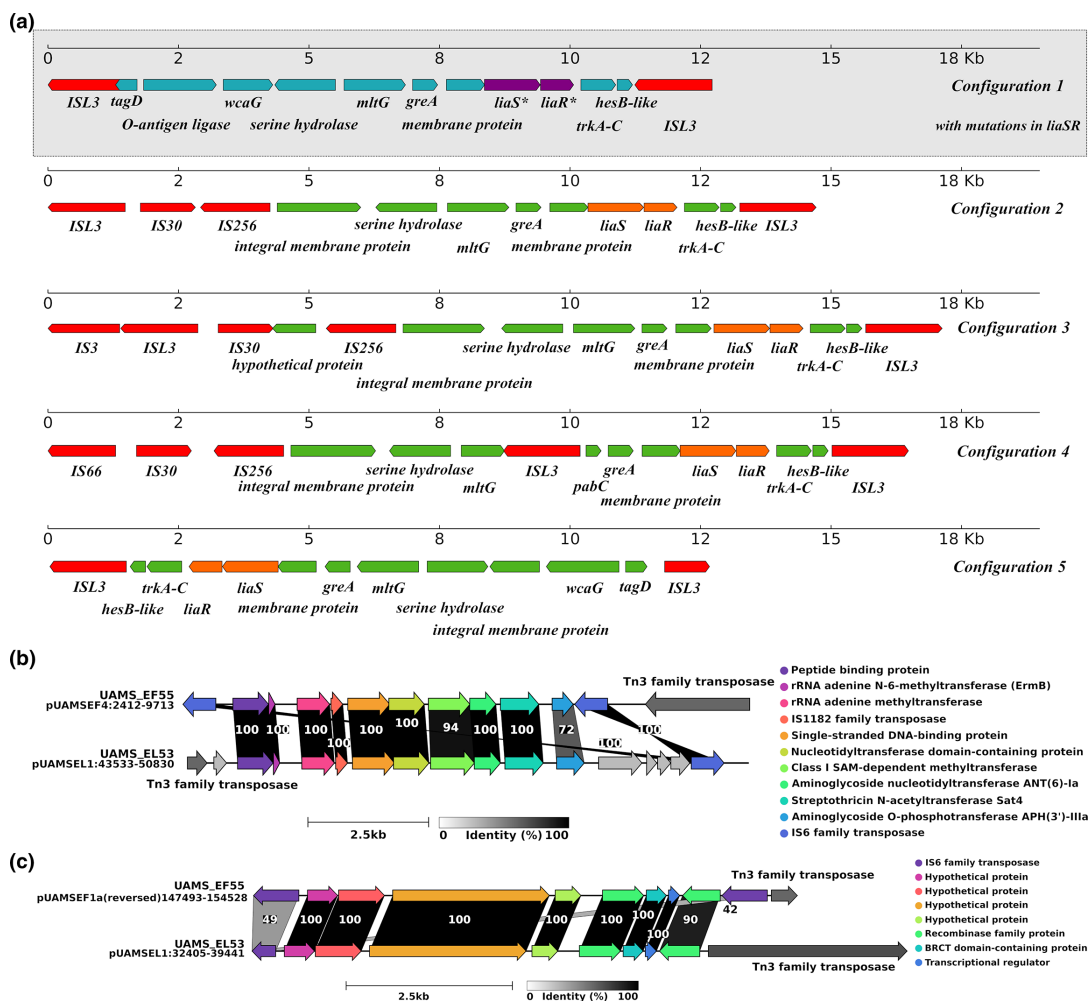 (a)
0 2 5 8 10 12 15 18 Kb
Configuration 1
ISL3 tagD wcaG mltG greA liaS* liaR* hesB-like
O-antigen ligase serine hydrolase membrane protein trkA-C ISL3
with mutations in liaSR
0 2 5 8 10 12 15 18 Kb
Configuration 2
ISL3 IS30 IS256 serine hydrolase greA liaS liaR hesB-like ISL3
integral membrane protein mltG membrane protein trkA-C
0 2 5 8 10 12 15 18 Kb
Configuration 3
IS3 ISL3 IS30 IS256 serine hydrolase mltG greA liaS liaR hesB-like
hypothetical protein membrane protein trkA-C ISL3
integral membrane protein
0 2 5 8 10 12 15 18 Kb
Configuration 4
IS66 IS30 IS256 serine hydrolase ISL3 greA liaS liaR hesB-like
integral membrane protein mltG pabC trkA-C ISL3
membrane protein
0 2 5 8 10 12 15 18 Kb
Configuration 5
ISL3 trkA-C liaS greA mltG wcaG tagD ISL3
hesB-like liaR membrane protein serine hydrolase
integral membrane protein
(b)
UAMS_EF55
pUAMSEF4:2412-9713
Tn3 family transposase
100 100 100 100 100 100 94 100 100 72 100 100
UAMS_EL53
pUAMSEL1:43533-50830
Tn3 family transposase
2.5kb
0 Identity (%) 100
Peptide binding protein
rRNA adenine N-6-methyltransferase (ErmB)
rRNA adenine methyltransferase
IS1182 family transposase
Single-stranded DNA-binding protein
Nucleotidyltransferase domain-containing protein
Class I SAM-dependent methyltransferase
Aminoglycoside nucleotidyltransferase ANT(6)-Ia
Streptothricin N-acetyltransferase Sat4
Aminoglycoside O-phosphotransferase APH(3')-IIIa
IS6 family transposase
(c)
UAMS_EF55
pUAMSEF1a(reversed)147493-154528
Tn3 family transposase
49 100 100 100 100 100 100 100 90 42
UAMS_EL53
pUAMSEL1:32405-39441
Tn3 family transposase
2.5kb
0 Identity (%) 100
IS6 family transposase
Hypothetical protein
Hypothetical protein
Hypothetical protein
Hypothetical protein
Recombinase family protein
BRCT domain-containing protein
Transcriptional regulator